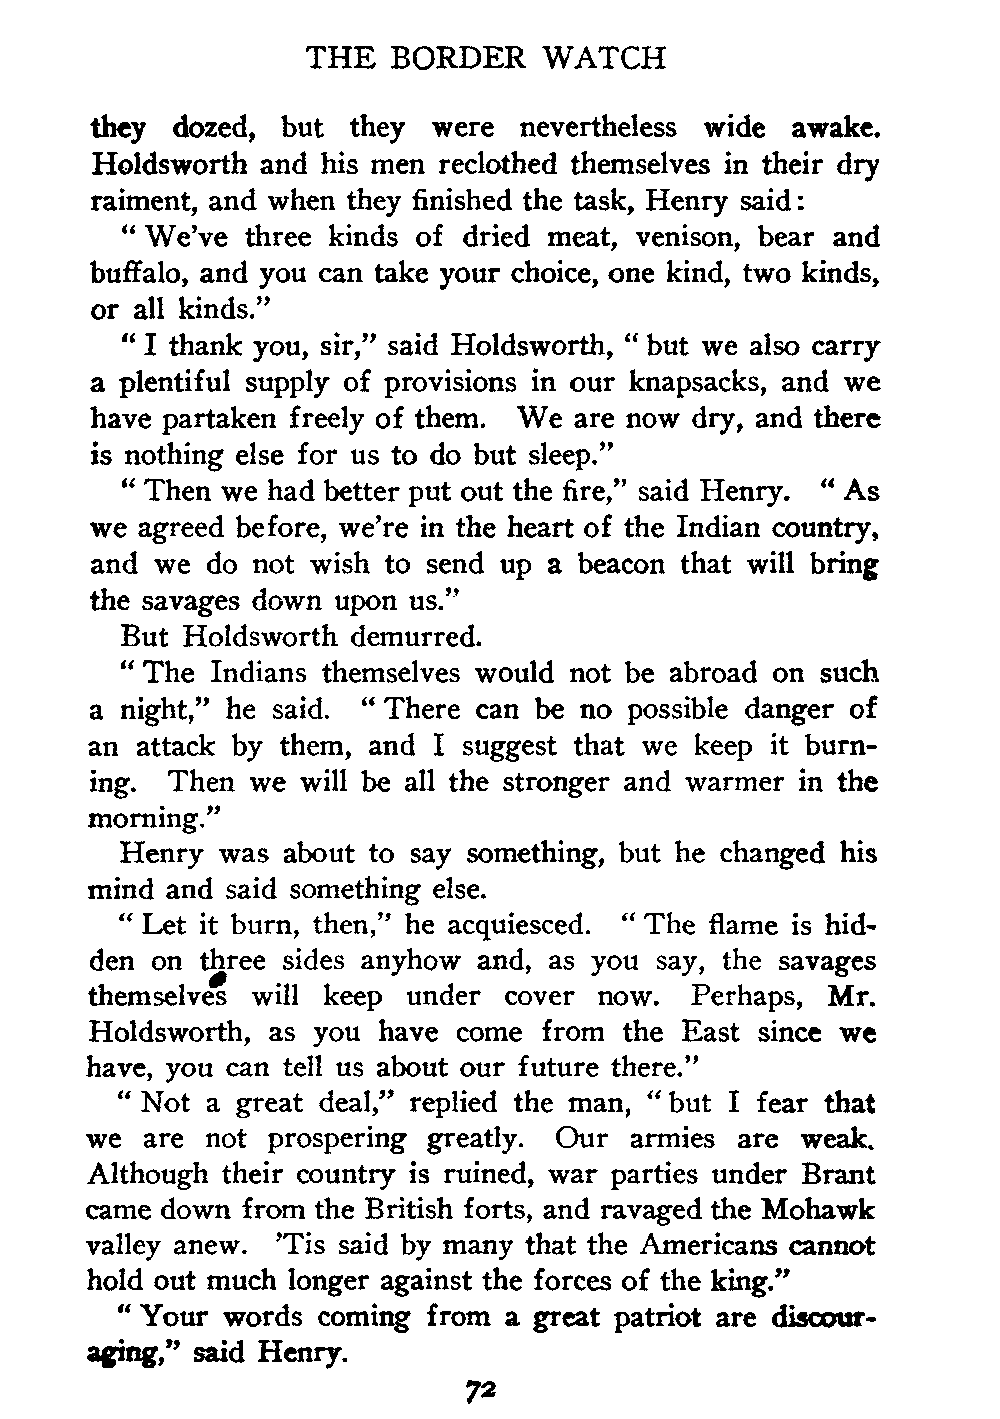 THE BORDER WATCH
they dozed, but they were nevertheless wide awake.
Holdsworth and his men reclothed themselves in their dry
raiment, and when they finished the task, Henry said:
“ We’ve three kinds of dried meat, venison, bear and
buffalo, and you can take your choice, one kind, two kinds,
or all kinds.”
“ I thank you, sir,” said Holdsworth, “ but we also carry
a plentiful supply of provisions in our knapsacks, and we
have partaken freely of them. We are now dry, and there
is nothing else for us to do but sleep.”
“ Then we had better put out the fire,” said Henry. “ As
we agreed before, we’re in the heart of the Indian country,
and we do not wish to send up a beacon that will bring
the savages down upon us.”
But Holdsworth demurred.
“ The Indians themselves would not be abroad on such
a night,” he said. “ There can be no possible danger of
an attack by them, and I suggest that we keep it burn-
ing. Then we will be all the stronger and warmer in the
morning.”
Henry was about to say something, but he changed his
mind and said something else.
“ Let it burn, then,” he acquiesced. “ The flame is hid-
den on three sides anyhow and, as you say, the savages
themselves will keep under cover now. Perhaps, Mr.
Holdsworth, as you have come from the East since we
have, you can tell us about our future there.”
“ Not a great deal,” replied the man, “ but I fear that
we are not prospering greatly. Our armies are weak.
Although their country is ruined, war parties under Brant
came down from the British forts, and ravaged the Mohawk
valley anew. ’Tis said by many that the Americans cannot
hold out much longer against the forces of the king.”
“ Your words coming from a great patriot are discour-
aging,” said Henry.
72